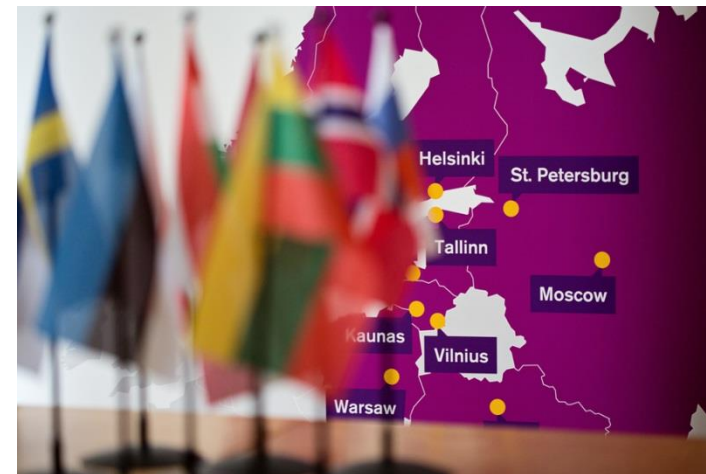 Helsinki
St. Petersburg
Tallinn
Moscow
Kaunas
Vilnius
Warsaw